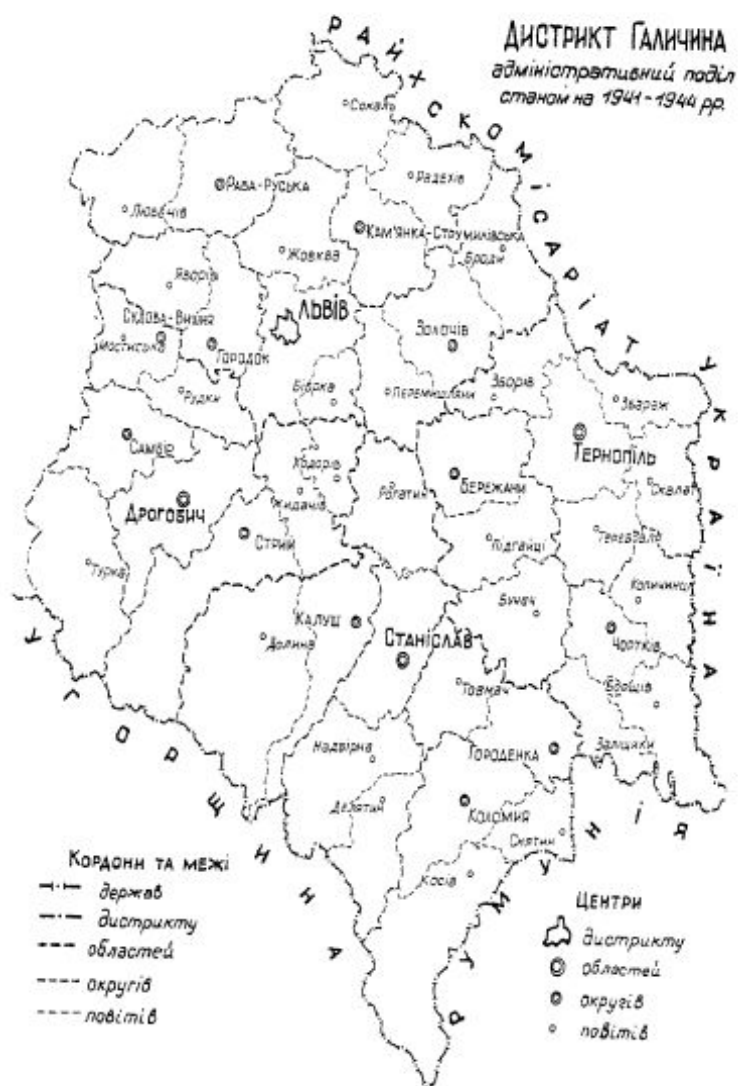 Дистрикт Галичина
адміністративний поділ
станом на 1941-1944 рр.
РАЙХСКОМІСАРІАТ УКРАЇНА
Сокаль
Радехів
Рава-Руська
Любачів
Кам'янка-Струмилівська
Жовква
Броди
Яворів
Львів
Судова-Вишня
Золочів
Мостиська
Городок
Бібрка
Перемишляни
Зборів
Збараж
Рудки
Самбір
Тернопіль
Ходорів
Бережани
Скалат
Рогатин
Жидачів
Дрогобич
Стрий
Підгайці
Теребовля
Турка
Копичинці
Бучач
Калуш
Долина
Станіслав
Чортків
Товмач
Борщів
Надвірна
Городенка
Заліщики
Делятин
Коломия
Снятин
Косів
УГОРЩИНА
РУМУНІЯ
Кордони та межі
держав
дистрикту
областей
округів
повітів
Центри
дистрикту
областей
округів
повітів